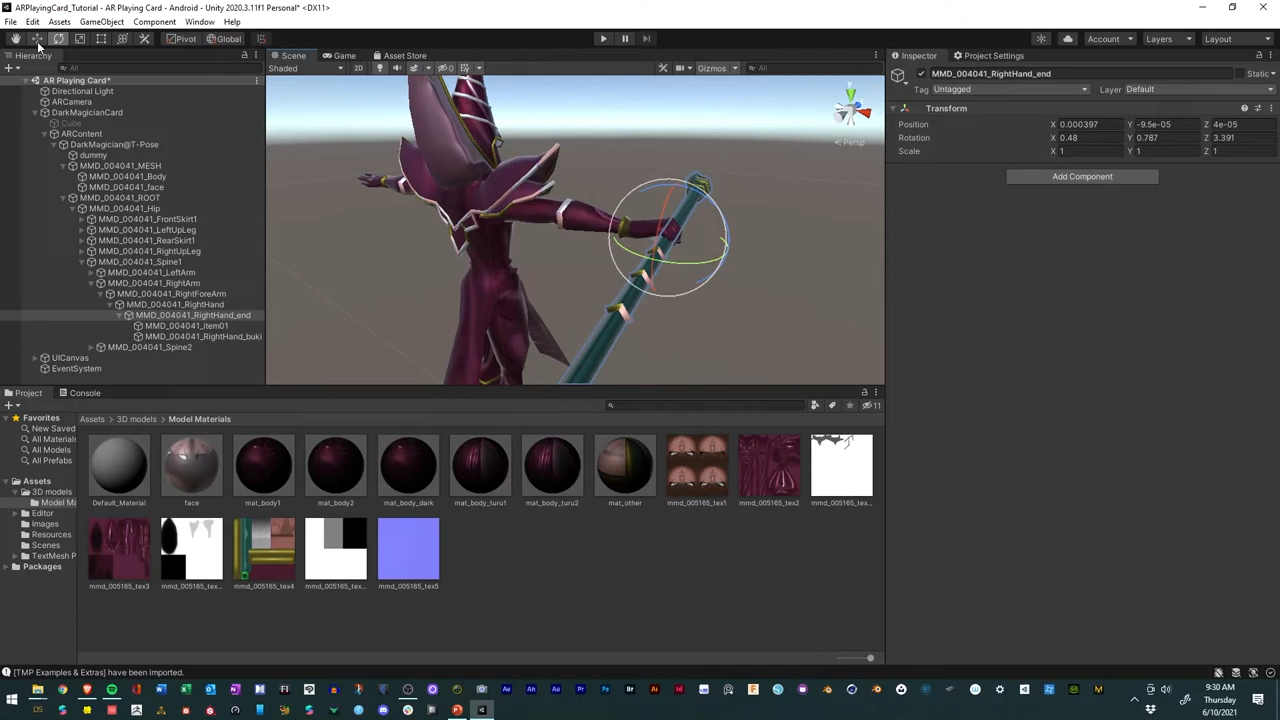 ARPlayingCard_Tutorial - AR Playing Card - Android - Unity 2020.3.11f1 Personal* <DX11>
File Edit Assets GameObject Component Window Help
Pivot Global Account Layers Layout
Hierarchy
All
AR Playing Card*
Directional Light
ARCamera
DarkMagicianCard
Cube
ARContent
DarkMagician@T-Pose
dummy
MMD_004041_MESH
MMD_004041_Body
MMD_004041_face
MMD_004041_ROOT
MMD_004041_Hip
MMD_004041_FrontSkirt1
MMD_004041_LeftUpLeg
MMD_004041_RearSkirt1
MMD_004041_RightUpLeg
MMD_004041_Spine1
MMD_004041_LeftArm
MMD_004041_RightArm
MMD_004041_RightForeArm
MMD_004041_RightHand
MMD_004041_RightHand_end
MMD_004041_item01
MMD_004041_RightHand_buki
MMD_004041_Spine2
UICanvas
EventSystem
Scene Game Asset Store
Shaded 2D 0 Gizmos All
y
Persp
Inspector Project Settings
MMD_004041_RightHand_end Static
Tag Untagged Layer Default
Transform
Position X 0.000397 Y -9.5e-05 Z 4e-05
Rotation X 0.48 Y 0.787 Z 3.391
Scale X 1 Y 1 Z 1
Add Component
Project Console
11
Favorites
New Saved
All Materials
All Models
All Prefabs
Assets
3D models
Model Ma
Editor
Images
Resources
Scenes
TextMesh P
Packages
Assets 3D models Model Materials
Default_Material face mat_body1 mat_body2 mat_body_dark mat_body_turu1 mat_body_turu2 mat_other mmd_005165_tex1 mmd_005165_tex2 mmd_005165_tex...
mmd_005165_tex3 mmd_005165_tex... mmd_005165_tex4 mmd_005165_tex... mmd_005165_tex5
[TMP Examples & Extras] have been imported.
9:30 AM
Thursday
6/10/2021